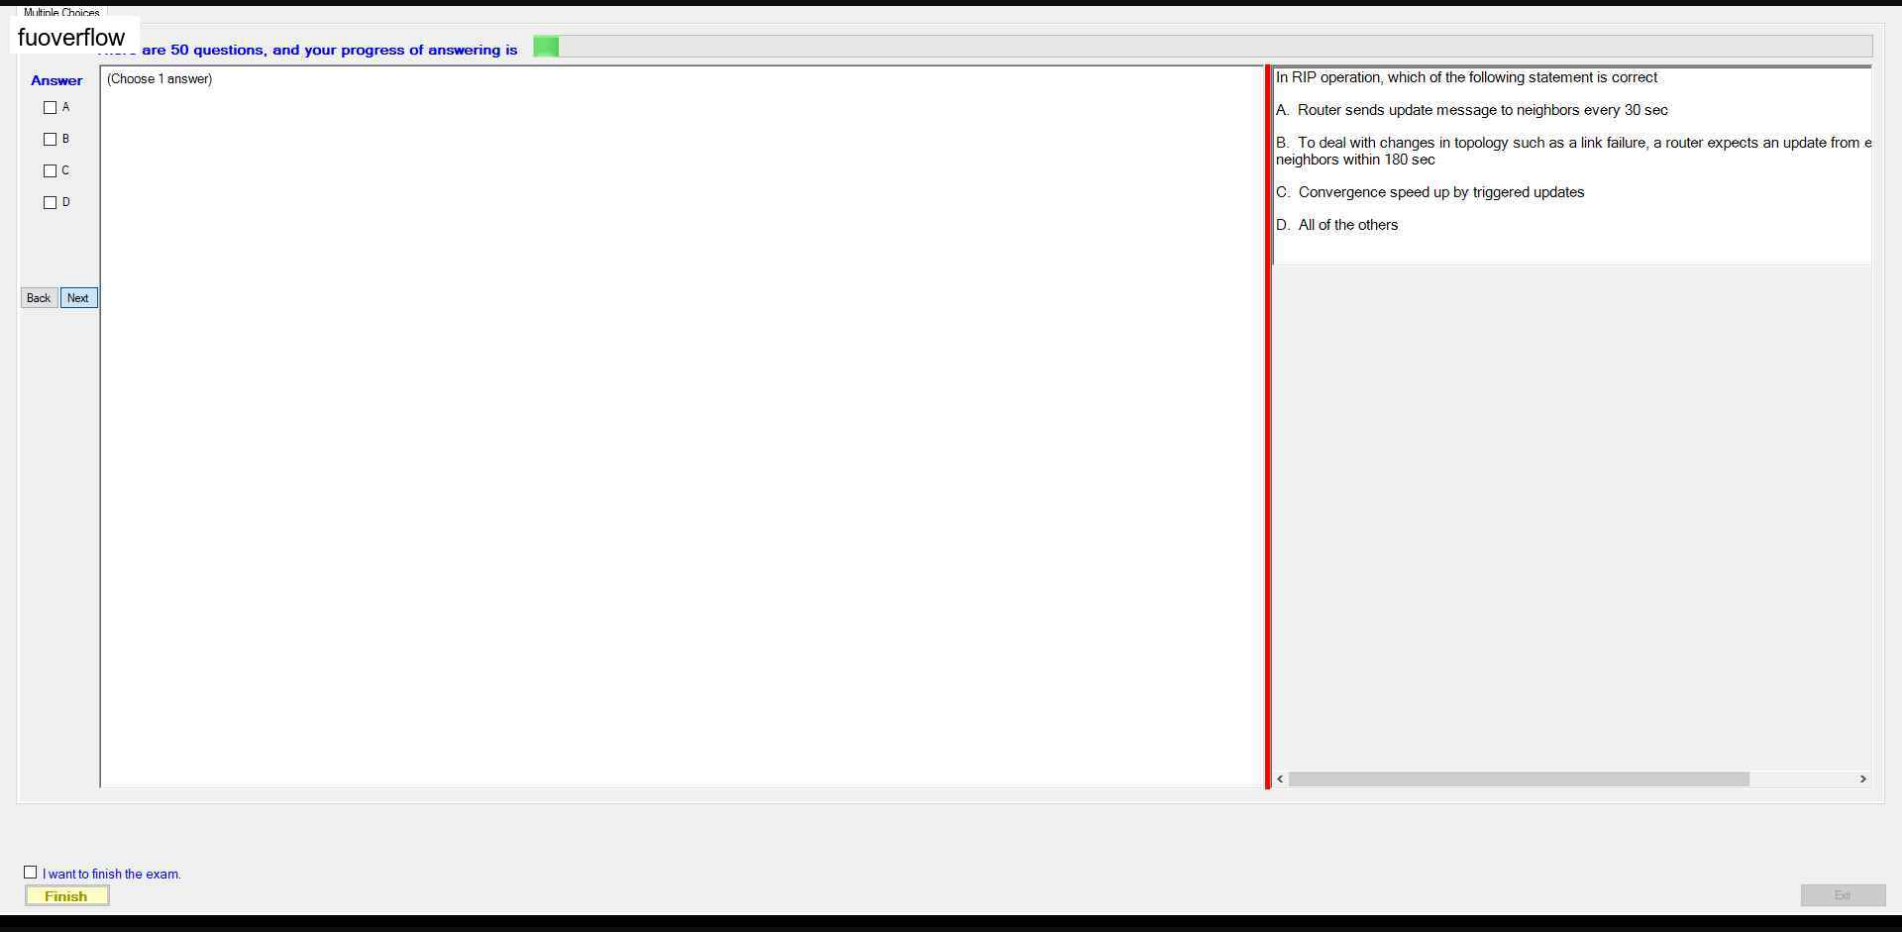 Multiple Choices
fuoverflow
are 50 questions, and your progress of answering is
Answer
(Choose 1 answer)
A
B
C
D
Back Next
In RIP operation, which of the following statement is correct
A. Router sends update message to neighbors every 30 sec
B. To deal with changes in topology such as a link failure, a router expects an update from e
neighbors within 180 sec
C. Convergence speed up by triggered updates
D. All of the others
I want to finish the exam.
Finish
Exit